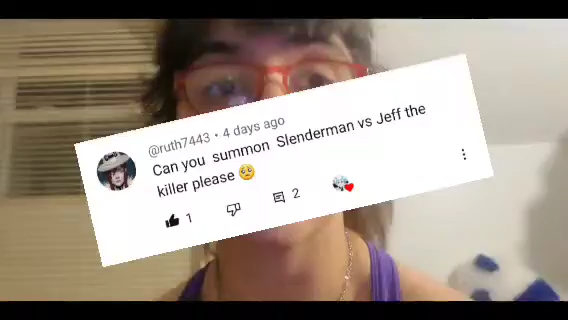 @ruth7443 • 4 days ago
Can you summon Slenderman vs Jeff the
killer please 🥺
1
2